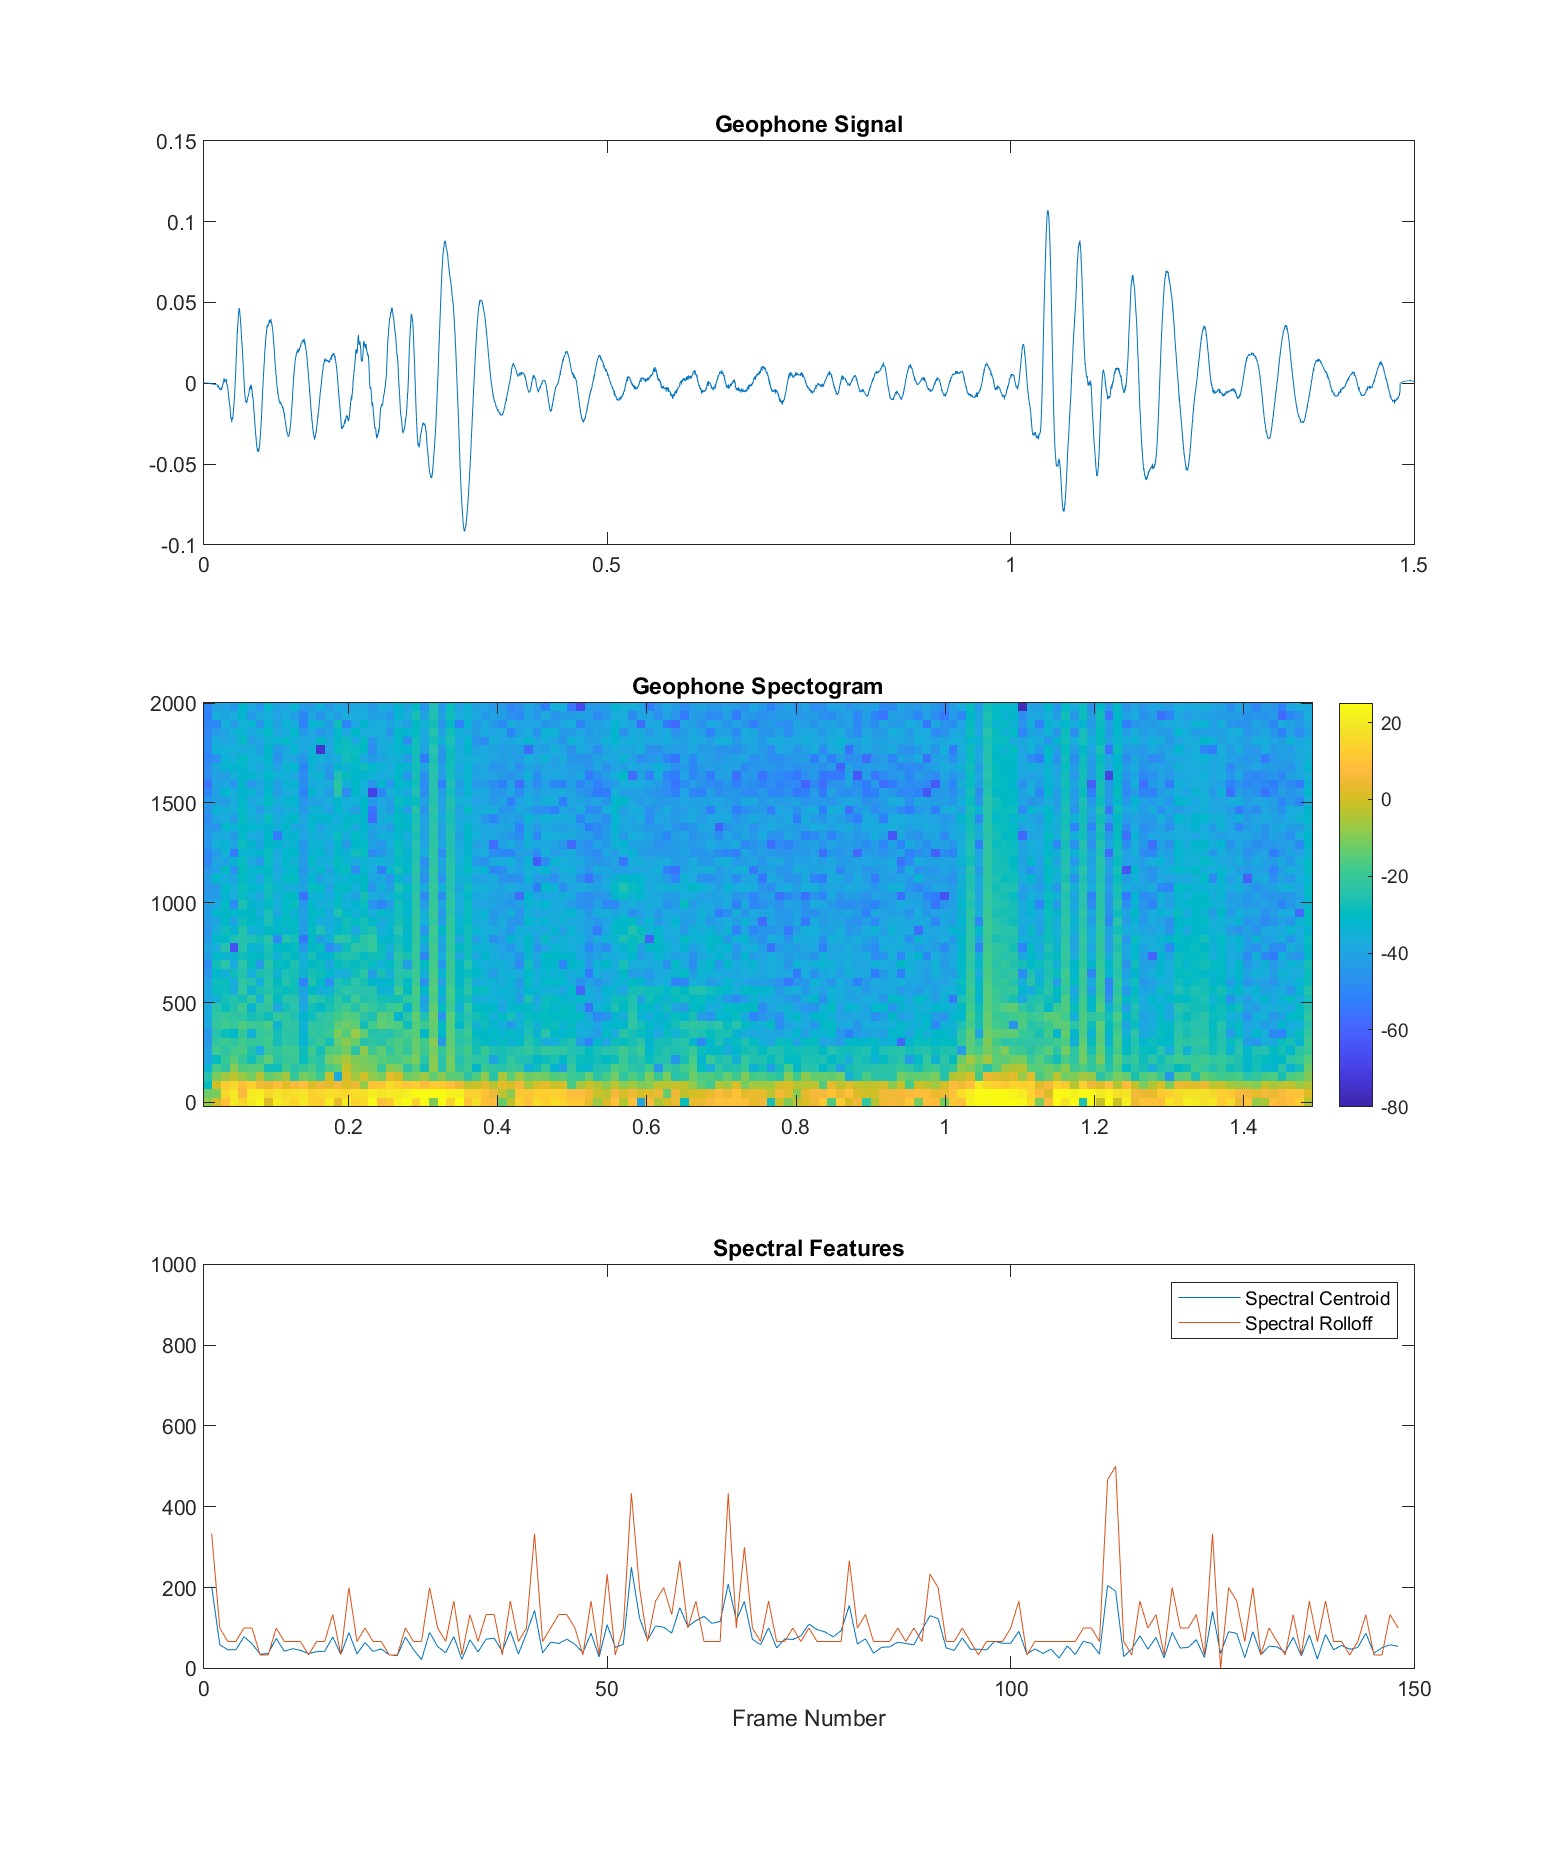 Geophone Signal
0.15
0.1
0.05
0
-0.05
-0.1
0 0.5 1 1.5
Geophone Spectogram
2000
1500
1000
500
0
20
0
-20
-40
-60
-80
0.2 0.4 0.6 0.8 1 1.2 1.4
Spectral Features
1000
800
600
400
200
0
Spectral Centroid
Spectral Rolloff
0 50 100 150
Frame Number